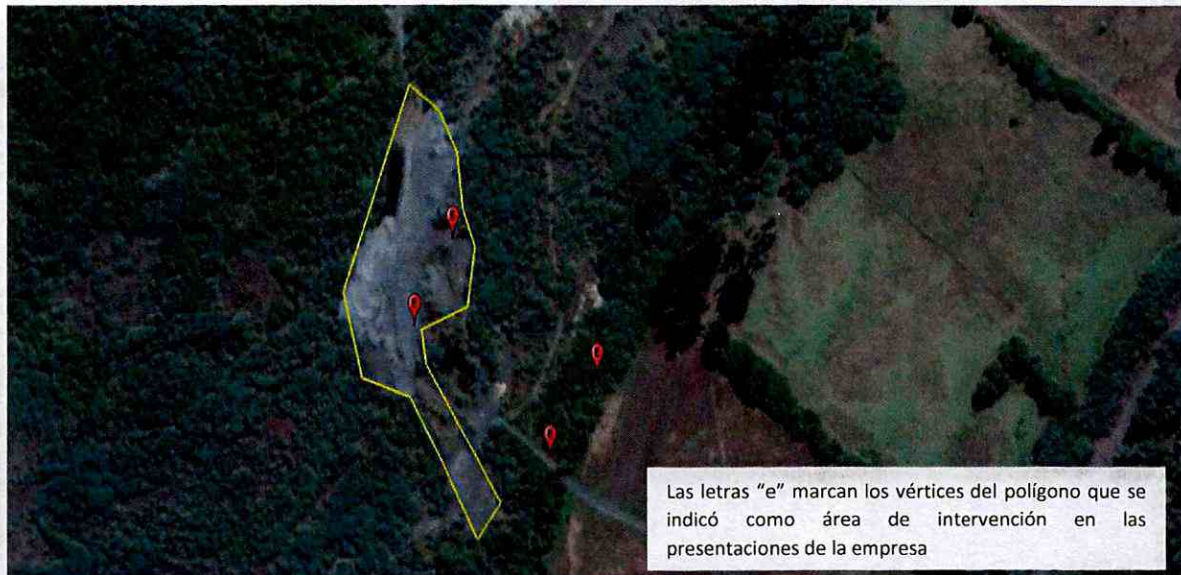 Las letras "e" marcan los vértices del polígono que se
indicó como área de intervención en las
presentaciones de la empresa